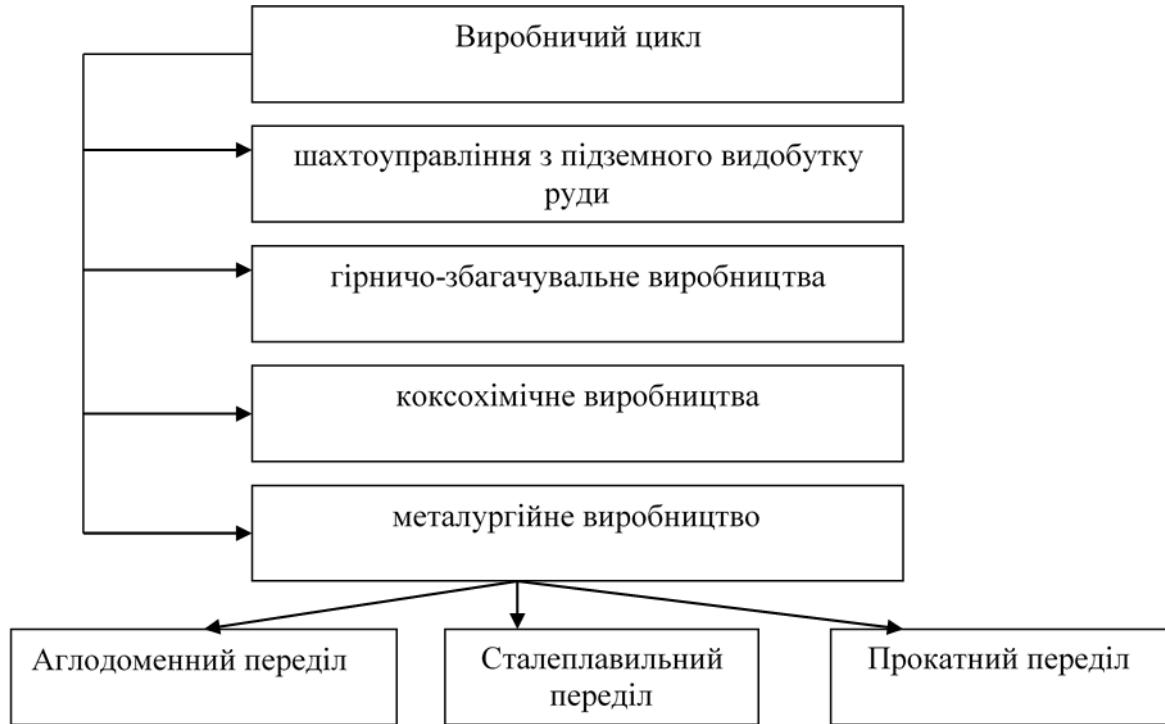 Виробничий цикл
шахтоуправління з підземного видобутку
руди
гірничо-збагачувальне виробництва
коксохімічне виробництва
металургійне виробництво
Аглодоменний переділ
Сталеплавильний
переділ
Прокатний переділ